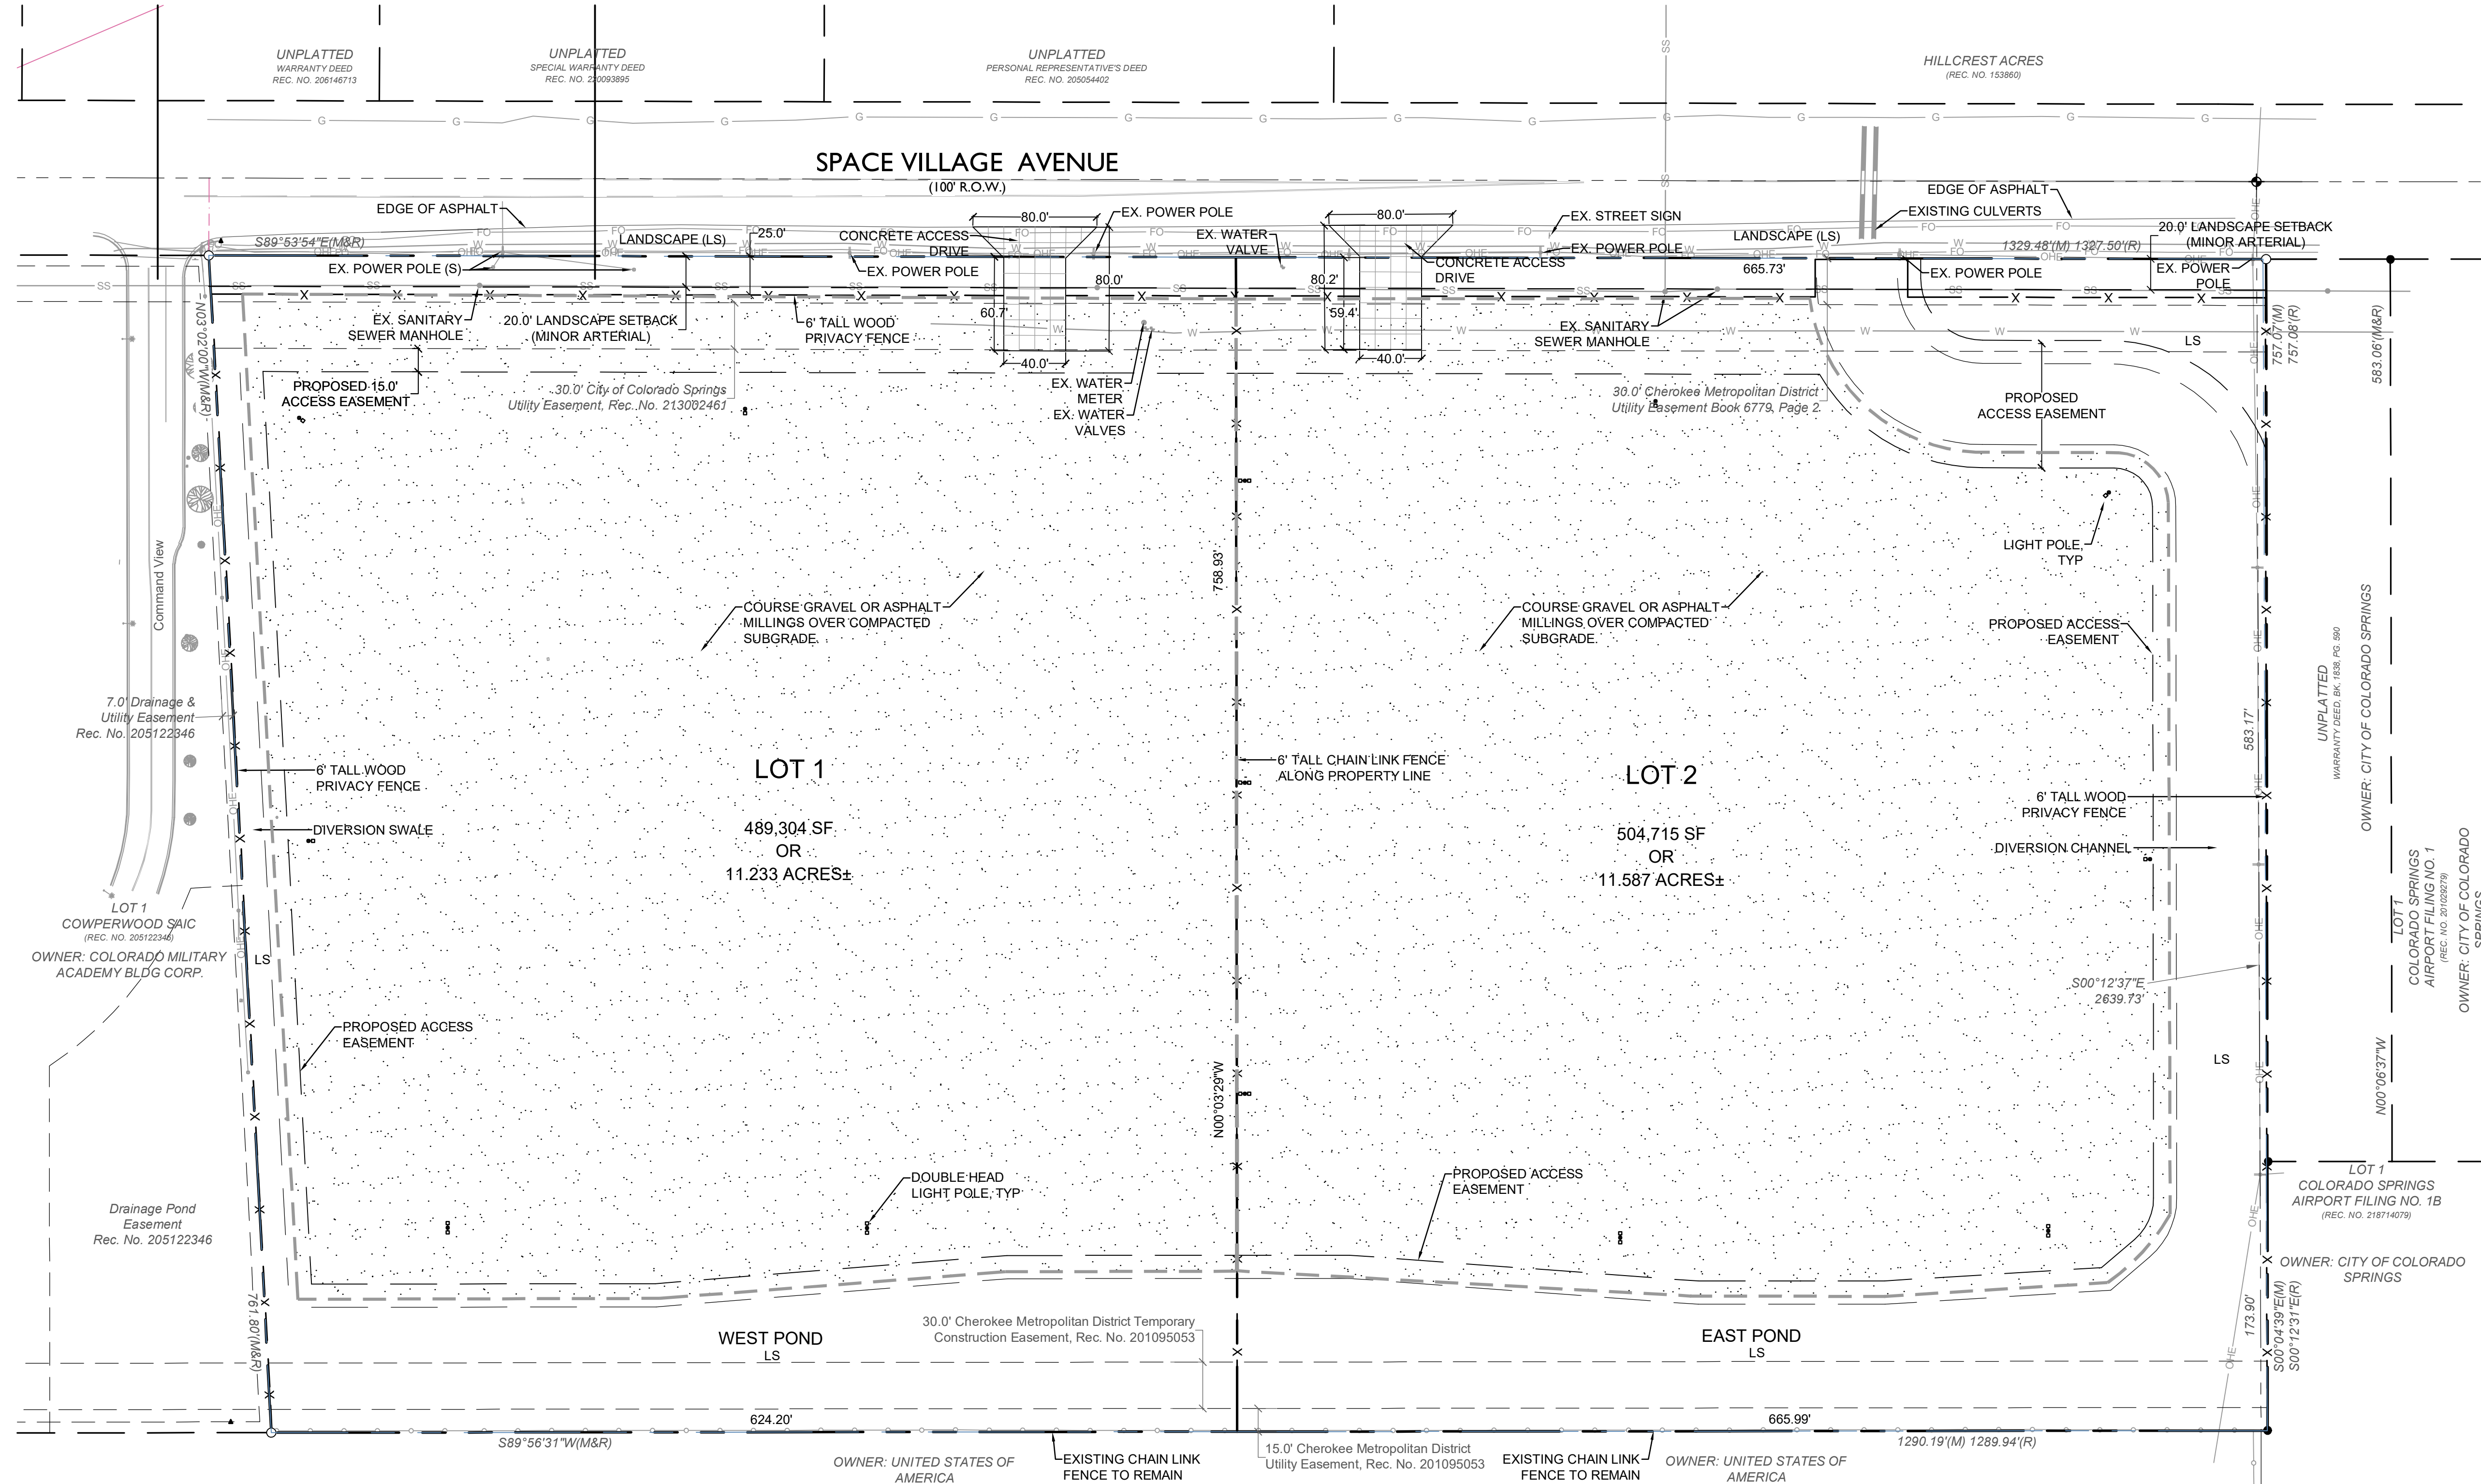 UNPLATTED
WARRANTY DEED
REC. NO. 206146713
UNPLATTED
SPECIAL WARRANTY DEED
REC. NO. 220093895
UNPLATTED
PERSONAL REPRESENTATIVE'S DEED
REC. NO. 205054402
HILLCREST ACRES
(REC. NO. 153860)
SPACE VILLAGE AVENUE
(100' R.O.W.)
EDGE OF ASPHALT
S89°53'54"E(M&R)
LANDSCAPE (LS)
25.0'
CONCRETE ACCESS
DRIVE
80.0'
EX. POWER POLE
EX. WATER
VALVE
80.0'
EX. STREET SIGN
EX. POWER POLE
CONCRETE ACCESS
DRIVE
LANDSCAPE (LS)
665.73'
EDGE OF ASPHALT
EXISTING CULVERTS
20.0' LANDSCAPE SETBACK
(MINOR ARTERIAL)
1329.48'(M) 1327.50'(R)
EX. POWER POLE
EX. POWER
POLE
EX. POWER POLE (S)
EX. POWER POLE
EX. SANITARY
SEWER MANHOLE
20.0' LANDSCAPE SETBACK
(MINOR ARTERIAL)
6' TALL WOOD
PRIVACY FENCE
60.7'
80.0'
40.0'
80.2'
59.4'
40.0'
EX. SANITARY
SEWER MANHOLE
N03°02'00"W(M&R)
PROPOSED 15.0'
ACCESS EASEMENT
30.0' City of Colorado Springs
Utility Easement, Rec. No. 213002461
EX. WATER
METER
EX. WATER
VALVES
30.0' Cherokee Metropolitan District
Utility Easement Book 6779, Page 2
PROPOSED
ACCESS EASEMENT
LS
757.07'(M)
757.08'(R)
583.06'(M&R)
Command View
LIGHT POLE,
TYP
758.93'
COURSE GRAVEL OR ASPHALT
MILLINGS OVER COMPACTED
SUBGRADE.
COURSE GRAVEL OR ASPHALT
MILLINGS OVER COMPACTED
SUBGRADE.
PROPOSED ACCESS
EASEMENT
7.0' Drainage &
Utility Easement
Rec. No. 205122346
6' TALL WOOD
PRIVACY FENCE
DIVERSION SWALE
LOT 1
489,304 SF
OR
11.233 ACRES±
6' TALL CHAIN LINK FENCE
ALONG PROPERTY LINE
LOT 2
504,715 SF
OR
11.587 ACRES±
6' TALL WOOD
PRIVACY FENCE
DIVERSION CHANNEL
583.17'
UNPLATTED
WARRANTY DEED, BK. 1838, PG. 590
OWNER: CITY OF COLORADO SPRINGS
LOT 1
COLORADO SPRINGS
AIRPORT FILING NO. 1
(REC. NO. 201029279)
OWNER: CITY OF COLORADO
SPRINGS
LOT 1
COWPERWOOD SAIC
(REC. NO. 205122346)
OWNER: COLORADO MILITARY
ACADEMY BLDG CORP.
LS
S00°12'37"E
2639.73'
PROPOSED ACCESS
EASEMENT
N00°03'29"W
LS
N00°06'37"W
DOUBLE HEAD
LIGHT POLE, TYP
PROPOSED ACCESS
EASEMENT
LOT 1
COLORADO SPRINGS
AIRPORT FILING NO. 1B
(REC. NO. 218714079)
OWNER: CITY OF COLORADO
SPRINGS
Drainage Pond
Easement
Rec. No. 205122346
761.80'(M&R)
WEST POND
LS
30.0' Cherokee Metropolitan District Temporary
Construction Easement, Rec. No. 201095053
EAST POND
LS
173.90'
S00°04'39"E(M)
S00°12'31"E(R)
624.20'
S89°56'31"W(M&R)
665.99'
1290.19'(M) 1289.94'(R)
OWNER: UNITED STATES OF
AMERICA
EXISTING CHAIN LINK
FENCE TO REMAIN
15.0' Cherokee Metropolitan District
Utility Easement, Rec. No. 201095053
EXISTING CHAIN LINK
FENCE TO REMAIN
OWNER: UNITED STATES OF
AMERICA